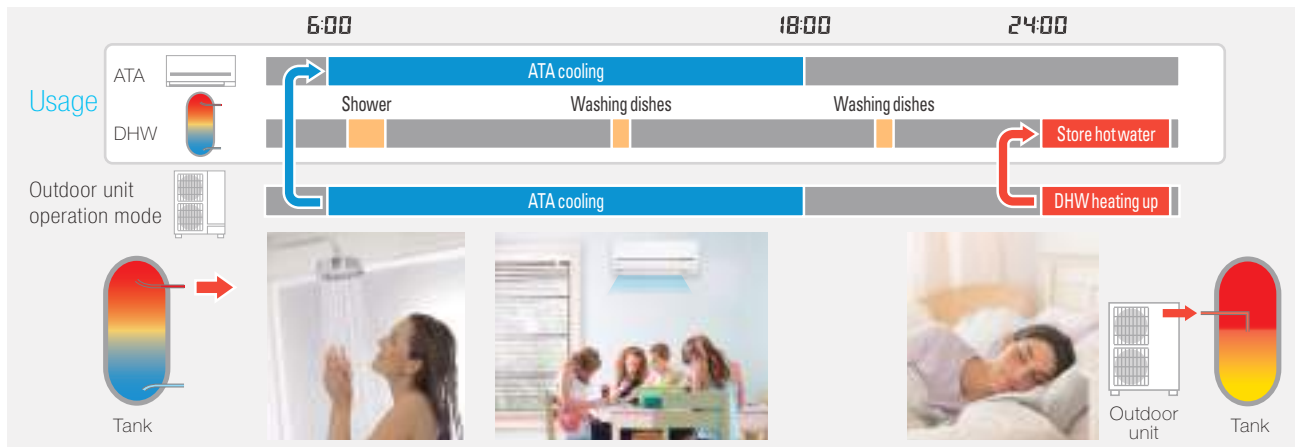 6:00
18:00
24:00
Usage
ATA
ATA cooling
Shower
Washing dishes
Washing dishes
DHW
Store hot water
Outdoor unit
operation mode
ATA cooling
DHW heating up
Tank
Outdoor
unit
Tank